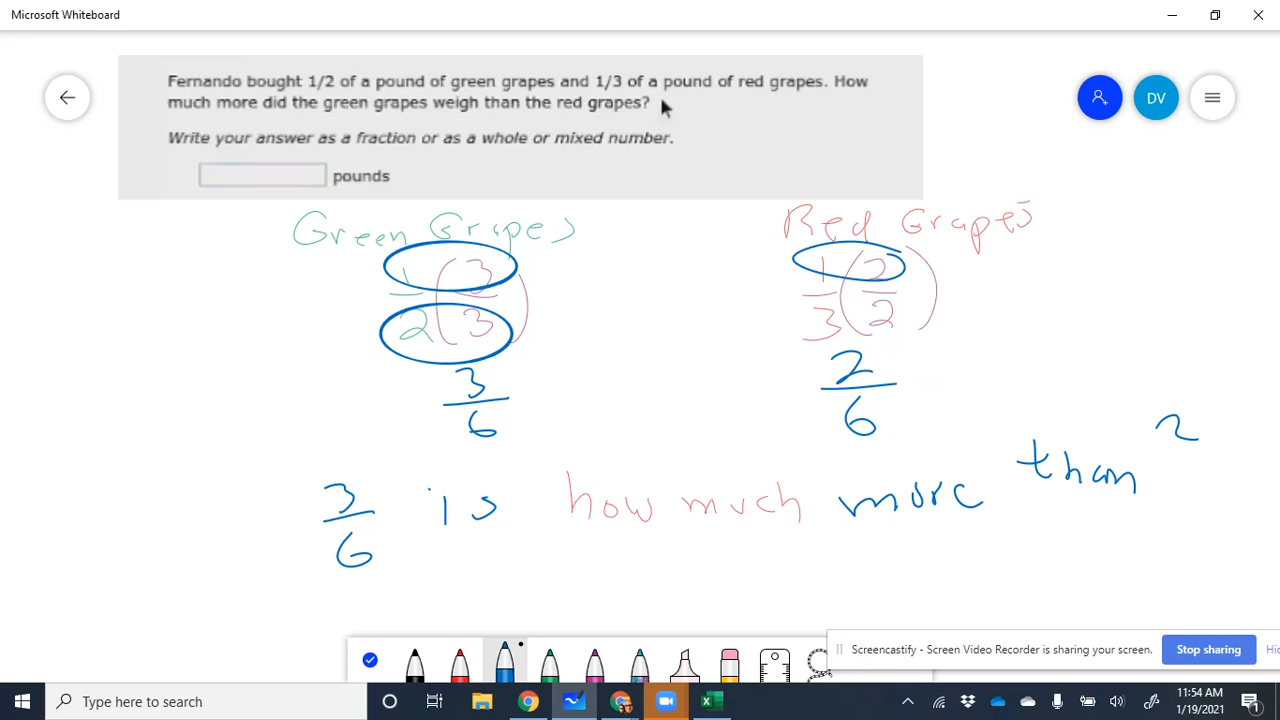 Microsoft Whiteboard
Fernando bought 1/2 of a pound of green grapes and 1/3 of a pound of red grapes. How
much more did the green grapes weigh than the red grapes?
DV
Write your answer as a fraction or as a whole or mixed number.
pounds
Green Grapes
Red Grapes
1/2 (3/3)
1/3 (2/2)
3/6
2/6
3/6 is how much more than 2
Screencastify - Screen Video Recorder is sharing your screen.
Stop sharing
Hid
Type here to search
11:54 AM
1/19/2021
1